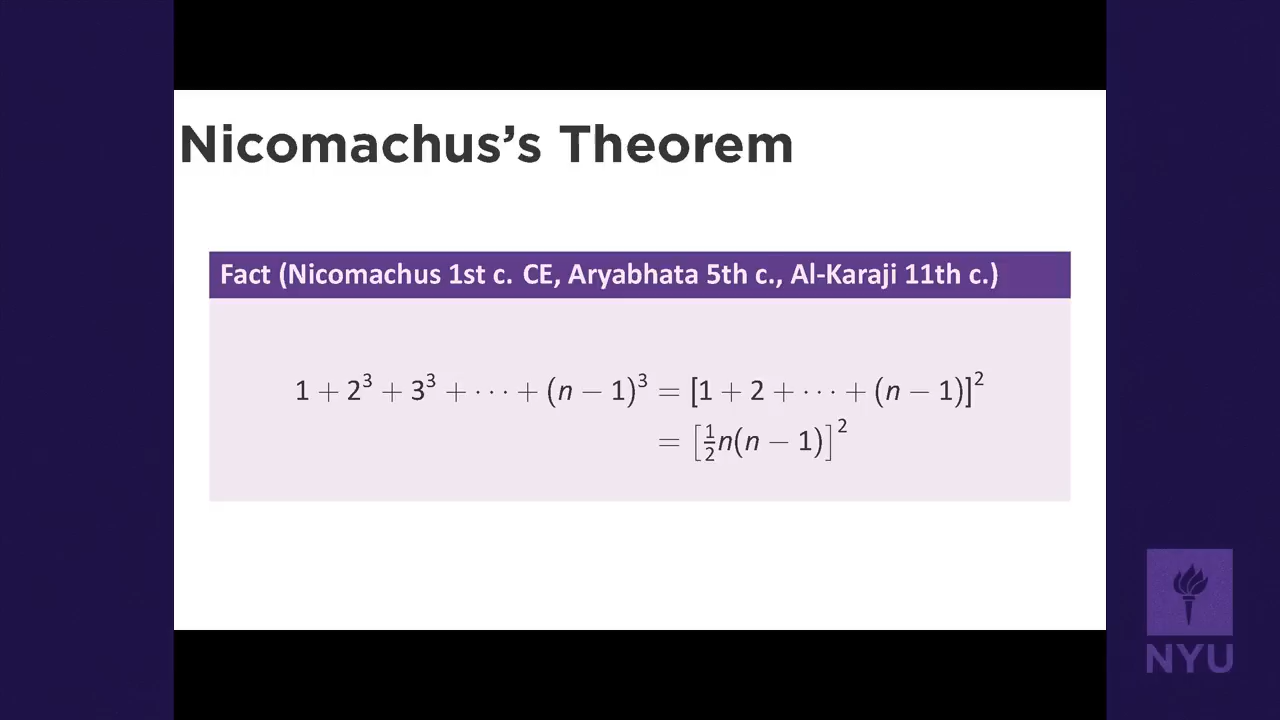 Nicomachus’s Theorem
Fact (Nicomachus 1st c. CE, Aryabhata 5th c., Al-Karaji 11th c.)
1 + 2³ + 3³ + ··· + (n − 1)³ = [1 + 2 + ··· + (n − 1)]²
= [½n(n − 1)]²
NYU